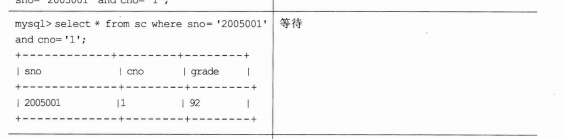 sno='2005001' and cno='1';
mysql> select * from sc where sno='2005001' 等待
and cno='1';
+------------+--------+--------+
| sno | cno | grade |
+------------+--------+--------+
| 2005001 |1 | 92 |
+------------+--------+--------+